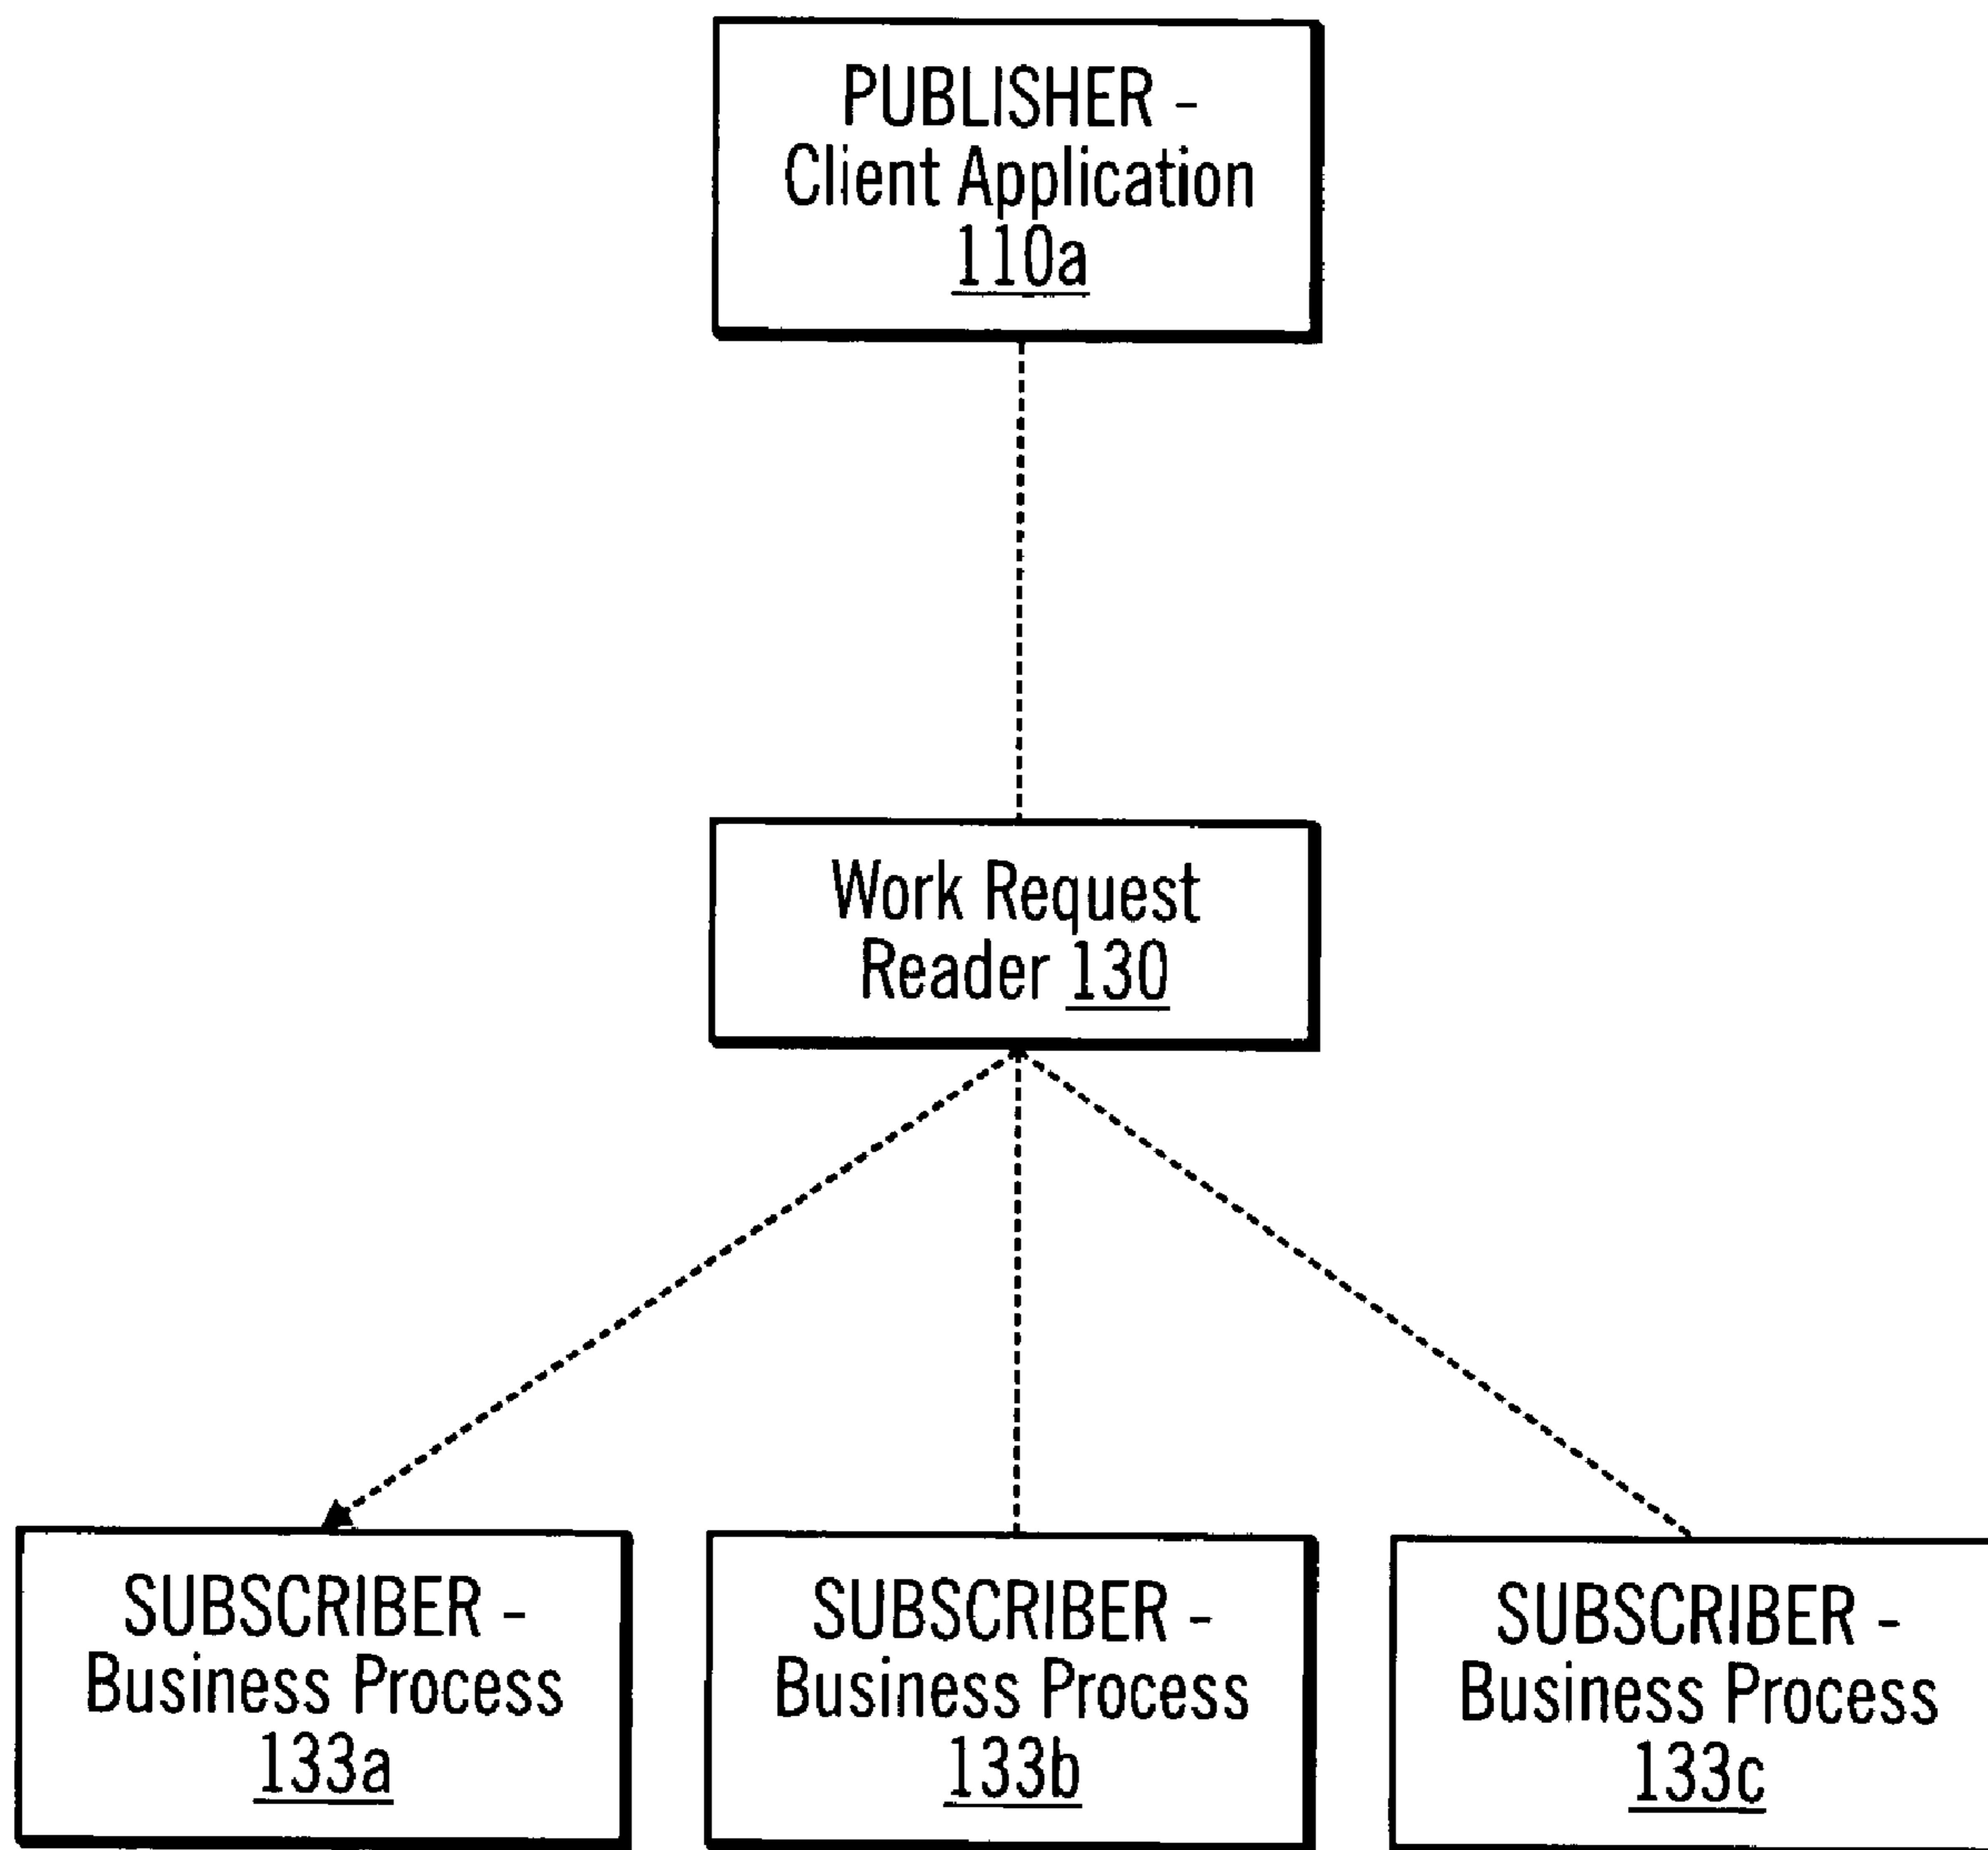 PUBLISHER -
Client Application
110a
Work Request
Reader 130
SUBSCRIBER -
Business Process
133a
SUBSCRIBER -
Business Process
133b
SUBSCRIBER -
Business Process
133c